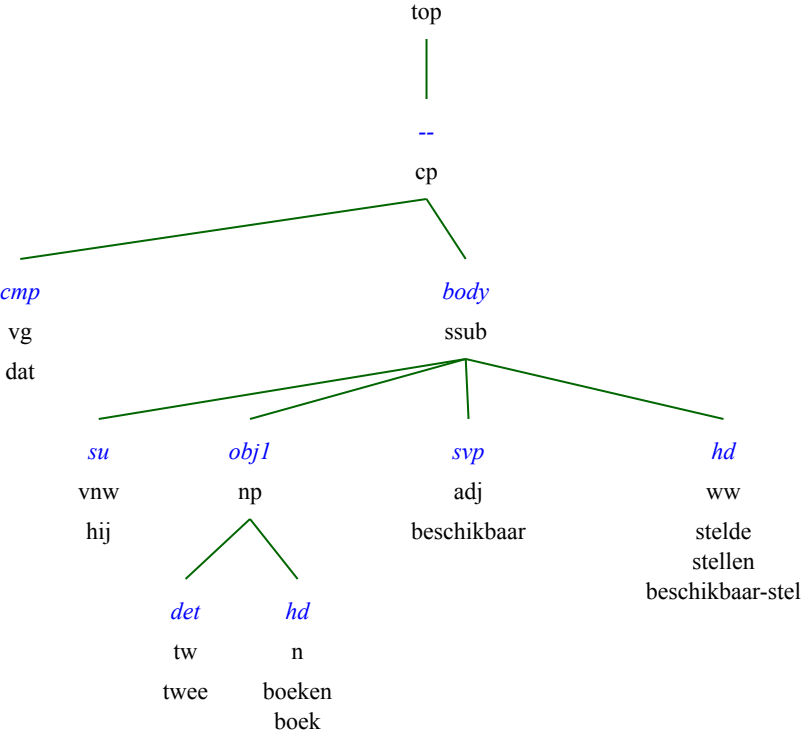 top
--
cp
cmp body
vg ssub
dat
su obj1 svp hd
vnw np adj ww
hij beschikbaar stelde
stellen
beschikbaar-stel
det hd
tw n
twee boeken
boek